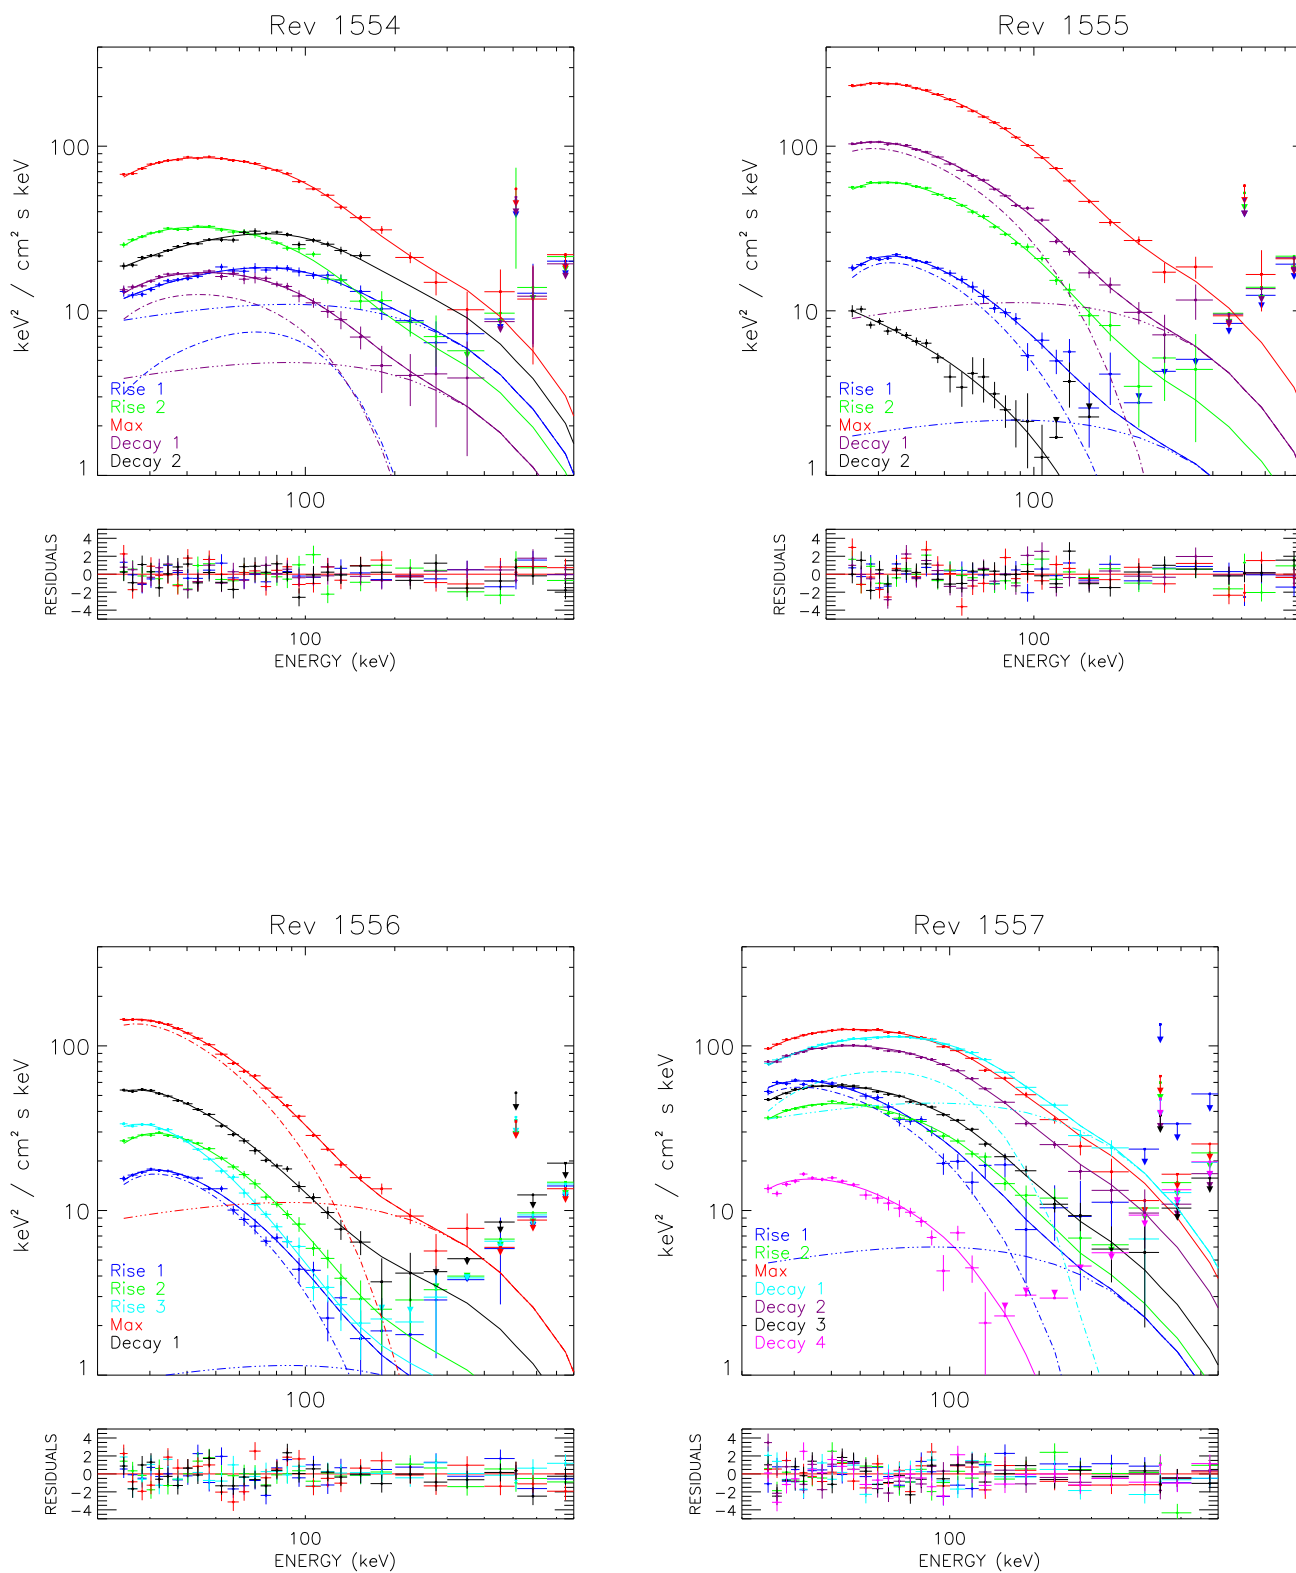 Rev 1554
keV² / cm² s keV
100
10
1
Rise 1
Rise 2
Max
Decay 1
Decay 2
100
RESIDUALS
4
2
0
−2
−4
100
ENERGY (keV)
Rev 1555
keV² / cm² s keV
100
10
1
Rise 1
Rise 2
Max
Decay 1
Decay 2
100
RESIDUALS
4
2
0
−2
−4
100
ENERGY (keV)
Rev 1556
keV² / cm² s keV
100
10
1
Rise 1
Rise 2
Rise 3
Max
Decay 1
100
RESIDUALS
4
2
0
−2
−4
100
ENERGY (keV)
Rev 1557
keV² / cm² s keV
100
10
1
Rise 1
Rise 2
Max
Decay 1
Decay 2
Decay 3
Decay 4
100
RESIDUALS
4
2
0
−2
−4
100
ENERGY (keV)